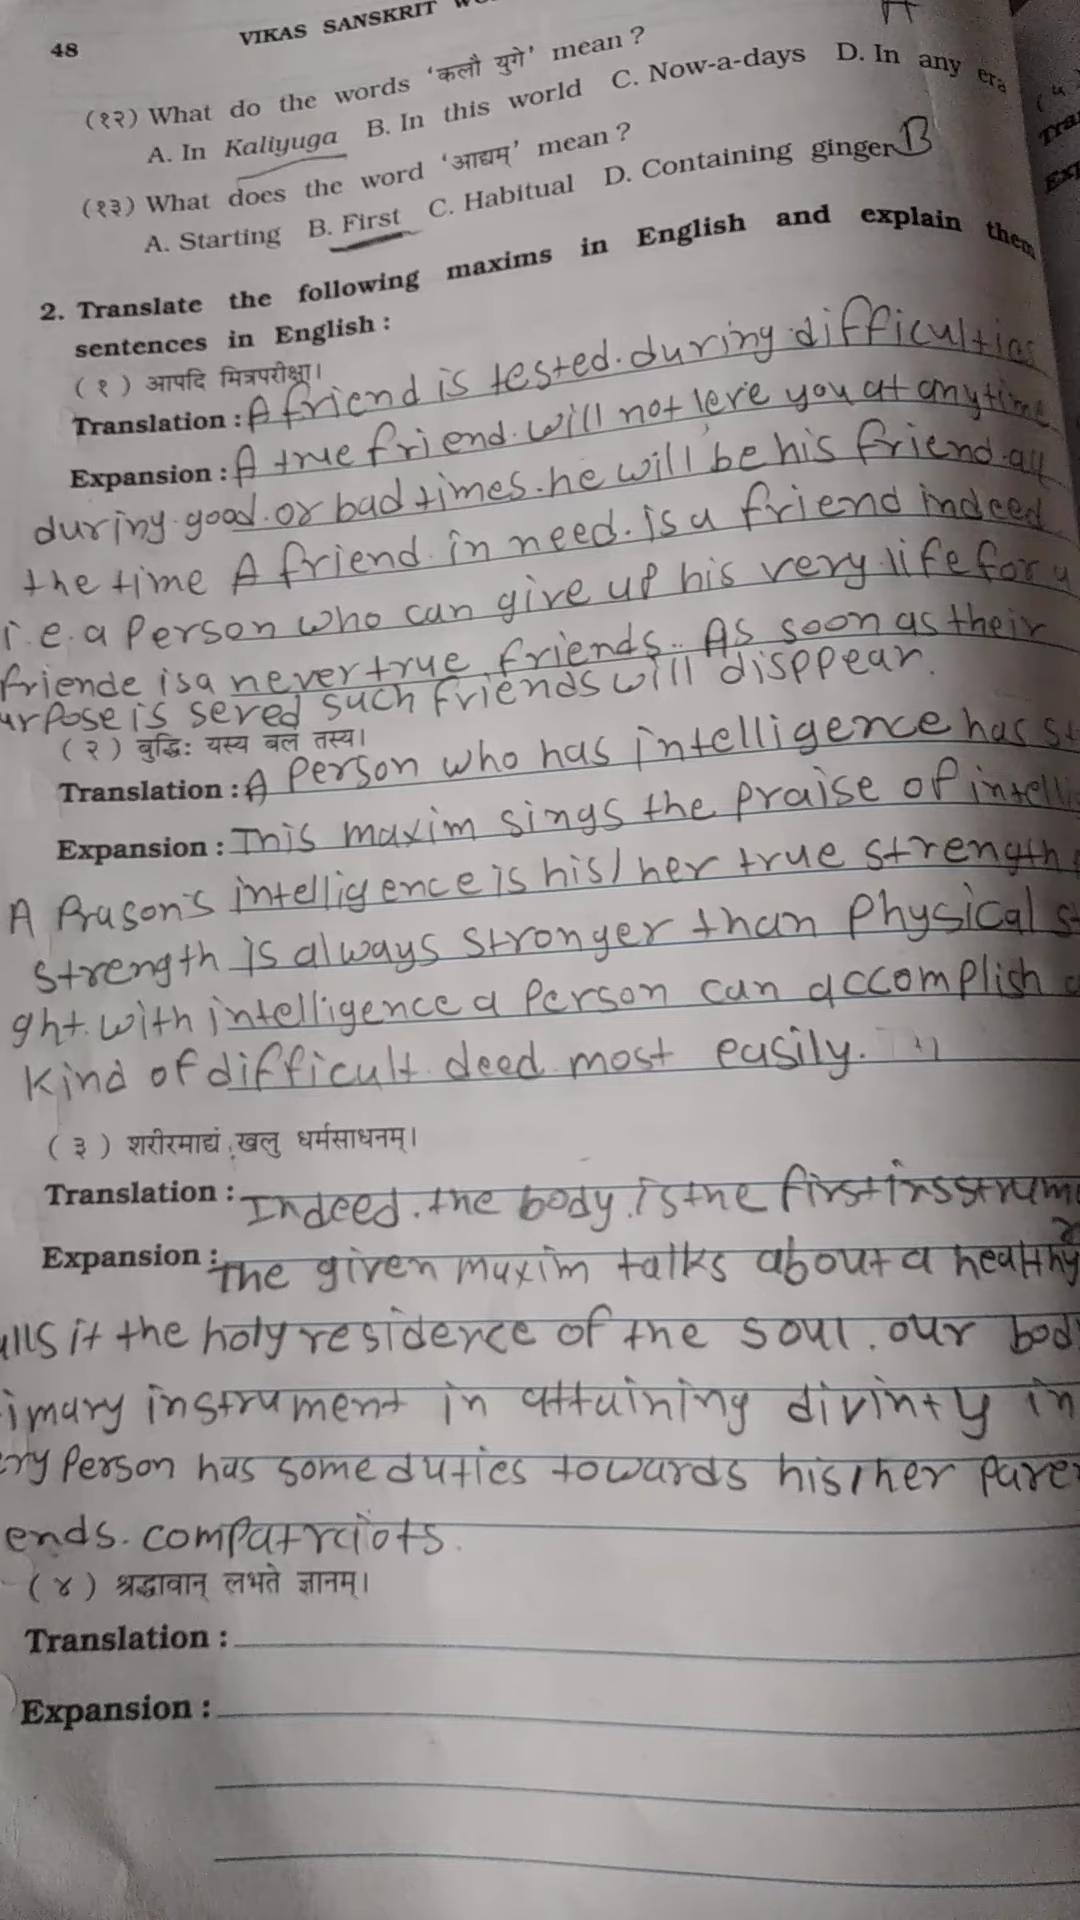 48
VIKAS SANSKRIT
(१२) What do the words 'कलौ युगे' mean ?
A. In Kaliyuga B. In this world C. Now-a-days D. In any era
(१३) What does the word 'आद्यम्' mean ?
A. Starting B. First C. Habitual D. Containing ginger B
2. Translate the following maxims in English and explain them
sentences in English :
(१) आपदि मित्रपरीक्षा।
Translation : A friend is tested. during difficulties
Expansion : A true friend. will not leve you at anytime
during good. or bad times. he will be his friend. all
the time A friend. in need. is a friend indeed
i.e. a person who can give up his very life for a
friende is a never true friends.. As soon as their
urpose is sered such friends will disppear.
(२) बुद्धिः यस्य बलं तस्य।
Translation : A person who has intelligence has st
Expansion : This maxim sings the praise of intelli
A Prason's intelligence is his/her true strength
strength is always stronger than physical st
ght. with intelligence a person can accomplish
kind of difficult deed most easily.
(३) शरीरमाद्यं खलु धर्मसाधनम्।
Translation : Indeed. the body. is the first insstrum
Expansion : The given maxim talks about a healthy
ulls it the holy residence of the soul. our bod
imary instrument in attaining divinty in
ery person has some duties towards his/her pare
ends. compatraiots.
(४) श्रद्धावान् लभते ज्ञानम्।
Translation :
Expansion :